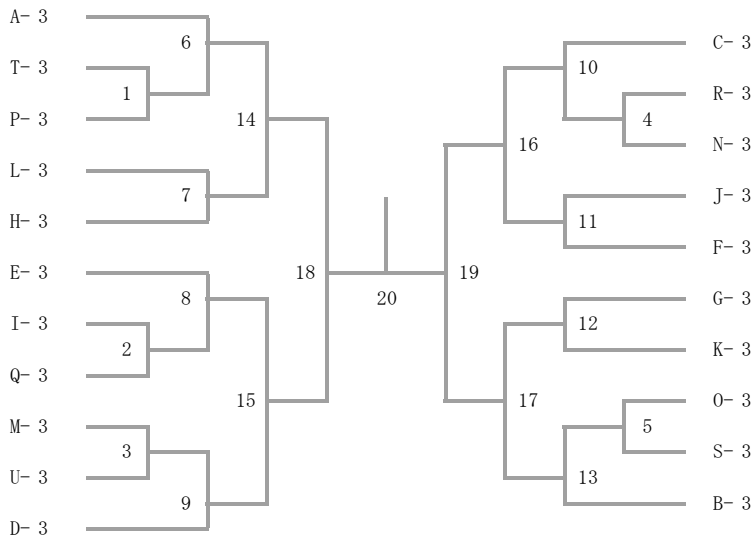 A- 3
6
T- 3
1
P- 3
14
L- 3
7
H- 3
18
E- 3
8
I- 3
2
Q- 3
15
M- 3
3
U- 3
9
D- 3
20
C- 3
10
R- 3
4
N- 3
16
J- 3
11
F- 3
19
G- 3
12
K- 3
17
O- 3
5
S- 3
13
B- 3